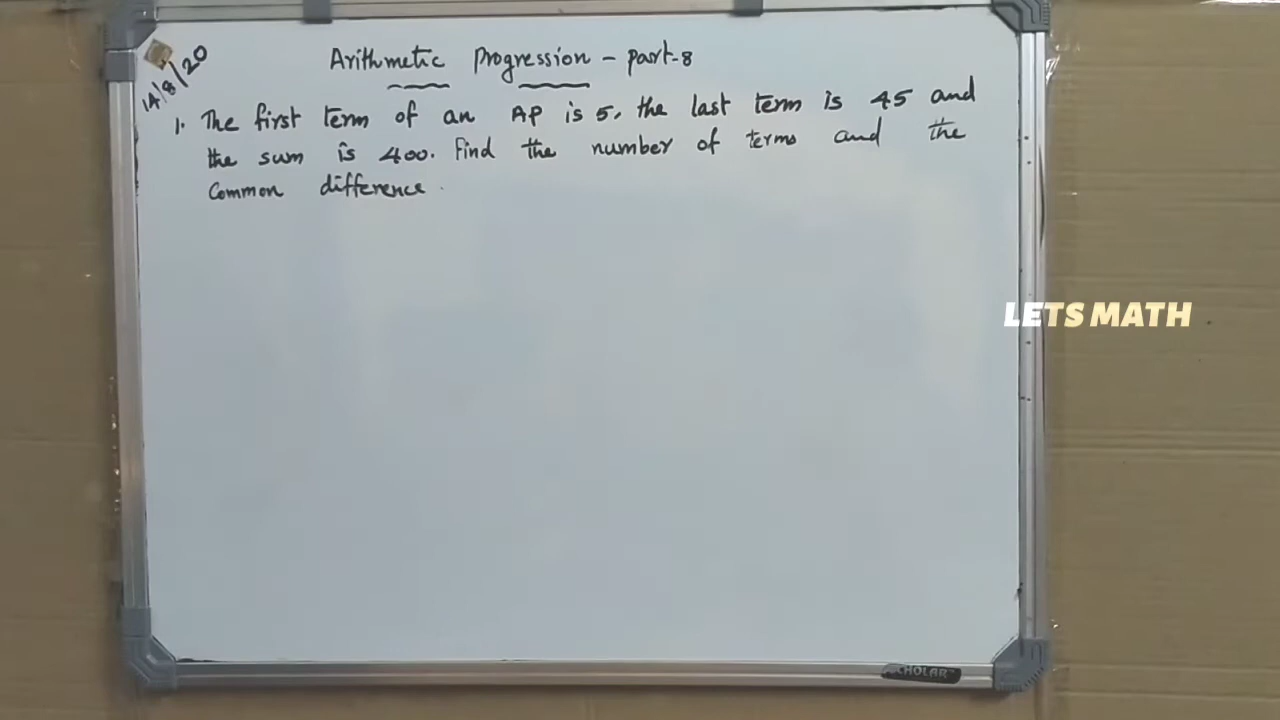 14/8/20
Arithmetic Progression - part-8
1. The first term of an AP is 5, the last term is 45 and
the sum is 400. Find the number of terms and the
Common difference.
LETS MATH
SCHOLAR